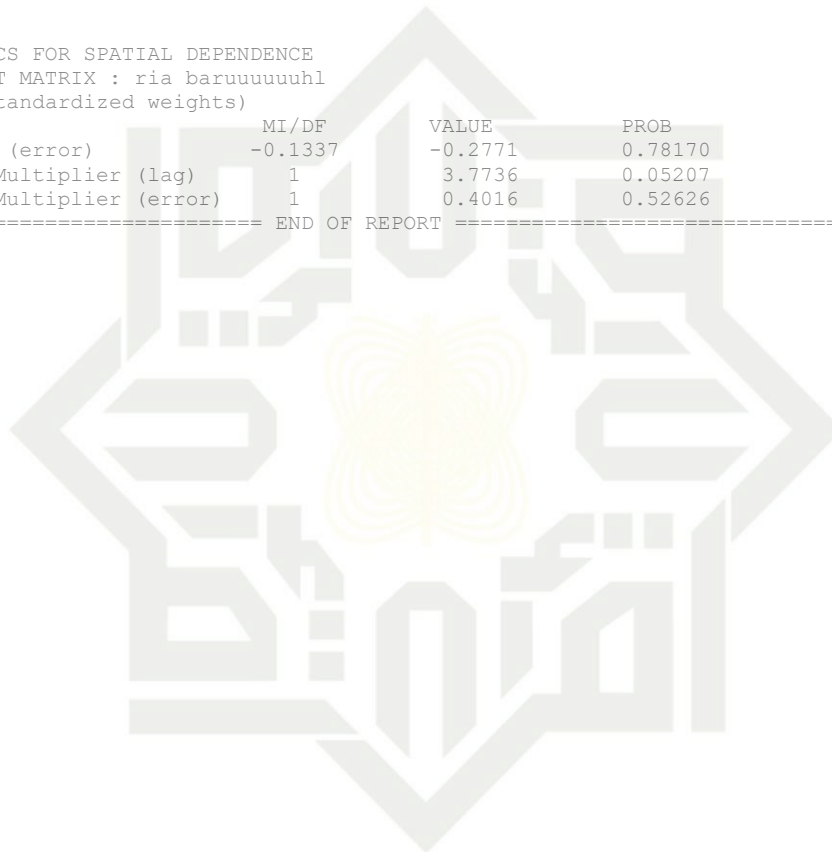 CS FOR SPATIAL DEPENDENCE
T MATRIX : ria baruuuuuuhl
tandardized weights)
MI/DF VALUE PROB
(error) -0.1337 -0.2771 0.78170
Multiplier (lag) 1 3.7736 0.05207
Multiplier (error) 1 0.4016 0.52626
===================== END OF REPORT ==============================